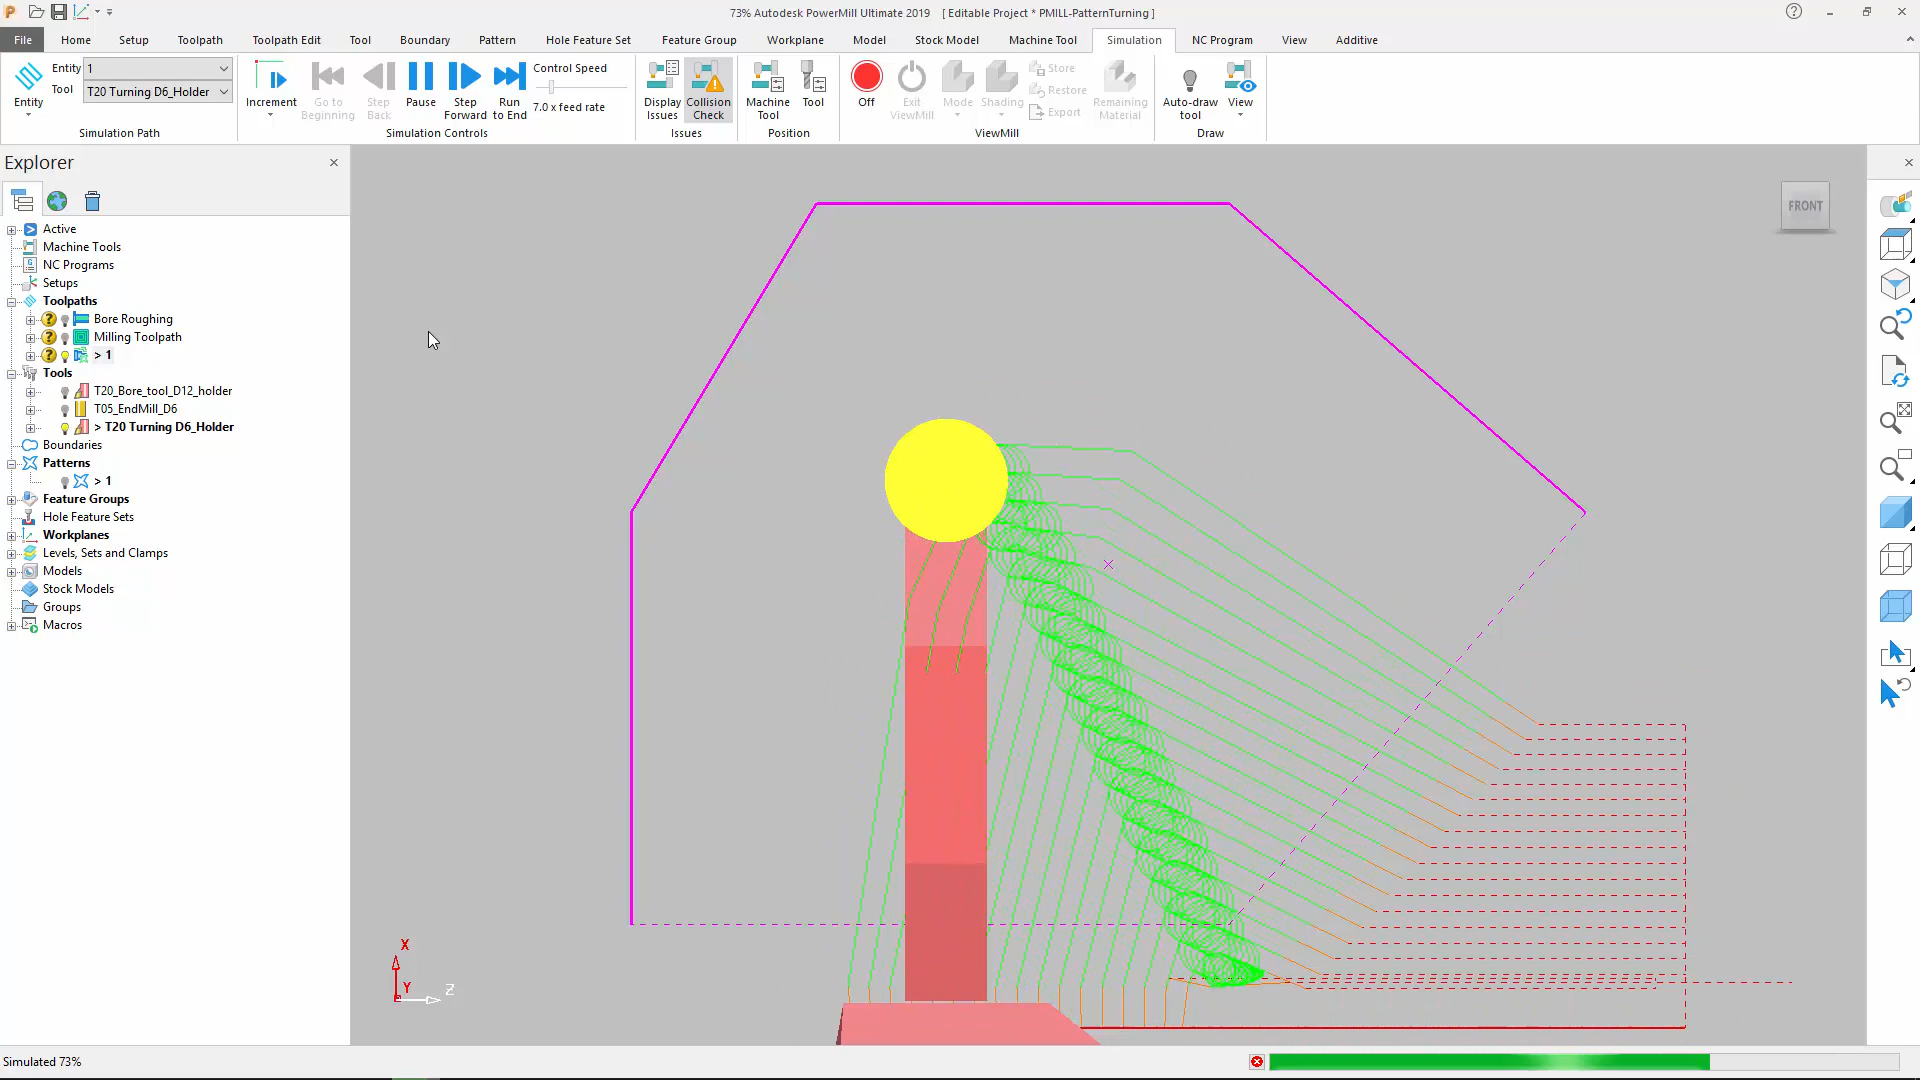 73% Autodesk PowerMill Ultimate 2019 [ Editable Project * PMILL-PatternTurning ]
File Home Setup Toolpath Toolpath Edit Tool Boundary Pattern Hole Feature Set Feature Group Workplane Model Stock Model Machine Tool Simulation NC Program View Additive
Entity
Entity 1
Tool T20 Turning D6_Holder
Simulation Path
Increment
Go to Beginning
Step Back
Pause
Step Forward
Run to End
Control Speed
7.0 x feed rate
Simulation Controls
Display Issues
Collision Check
Issues
Machine Tool
Tool
Position
Off
Exit ViewMill
Mode
Shading
Store
Restore
Export
Remaining Material
ViewMill
Auto-draw tool
View
Draw
Explorer
Active
Machine Tools
NC Programs
Setups
Toolpaths
Bore Roughing
Milling Toolpath
> 1
Tools
T20_Bore_tool_D12_holder
T05_EndMill_D6
> T20 Turning D6_Holder
Boundaries
Patterns
> 1
Feature Groups
Hole Feature Sets
Workplanes
Levels, Sets and Clamps
Models
Stock Models
Groups
Macros
FRONT
X
Y
Z
Simulated 73%